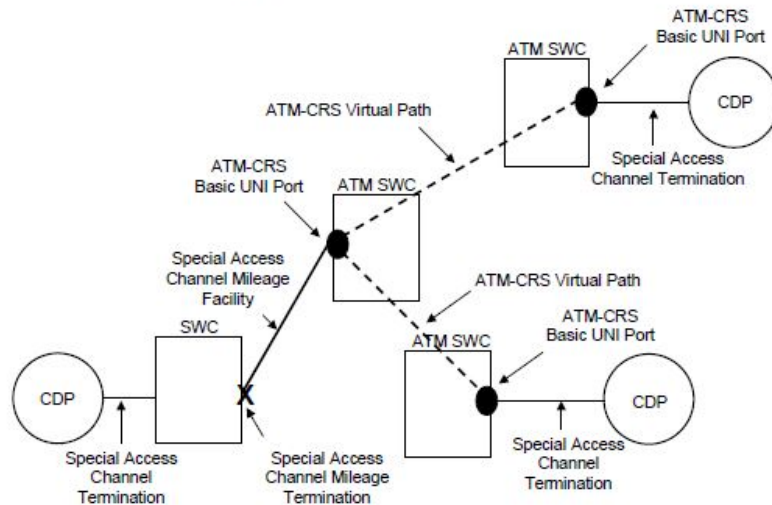 ATM-CRS
Basic UNI Port
ATM SWC
CDP
ATM-CRS Virtual Path
Special Access
Channel Termination
ATM-CRS
Basic UNI Port
ATM SWC
Special Access
Channel Mileage
Facility
ATM-CRS Virtual Path
SWC
ATM SWC
ATM-CRS
Basic UNI Port
CDP
X
CDP
Special Access
Channel
Termination
Special Access
Channel Mileage
Termination
Special Access
Channel
Termination